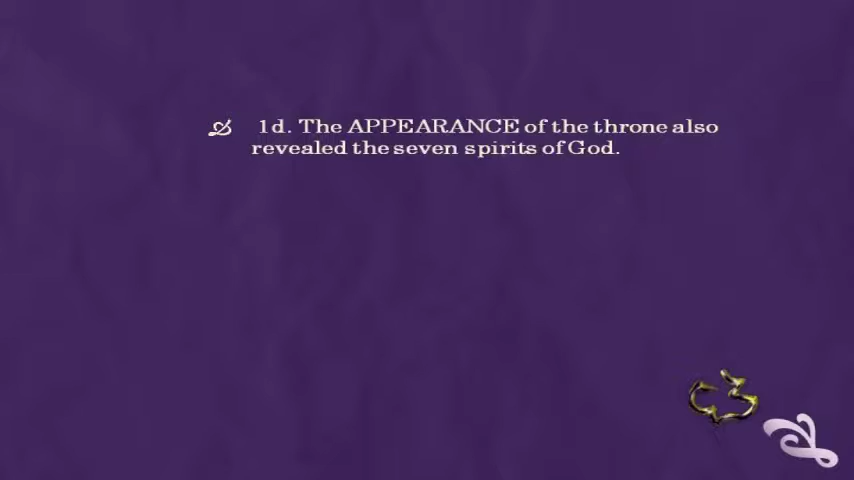 1d. The APPEARANCE of the throne also
revealed the seven spirits of God.